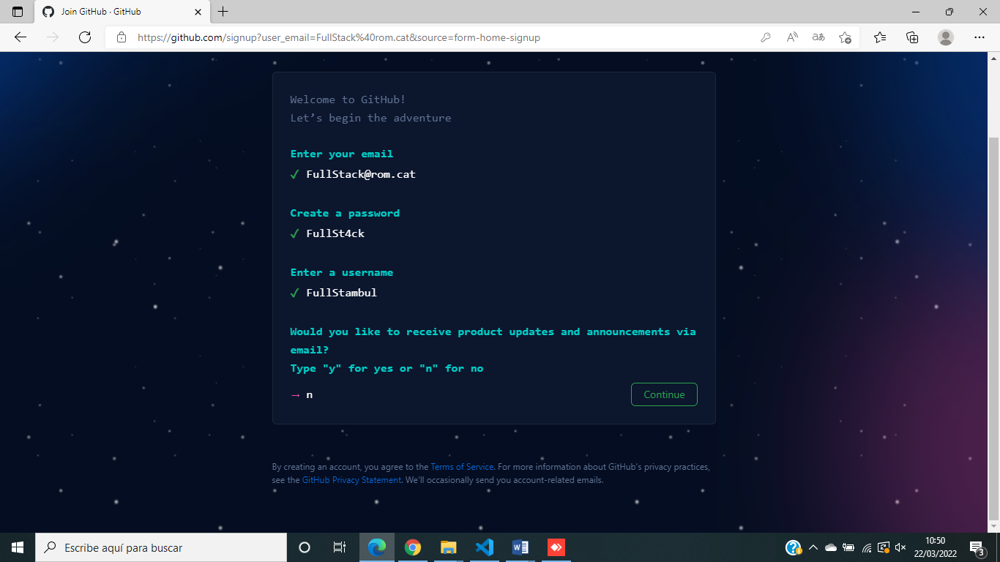 Join GitHub · GitHub
https://github.com/signup?user_email=FullStack%40rom.cat&source=form-home-signup
Welcome to GitHub!
Let’s begin the adventure
Enter your email
✓ FullStack@rom.cat
Create a password
✓ FullSt4ck
Enter a username
✓ FullStambul
Would you like to receive product updates and announcements via
email?
Type "y" for yes or "n" for no
→ n
Continue
By creating an account, you agree to the Terms of Service. For more information about GitHub's privacy practices,
see the GitHub Privacy Statement. We'll occasionally send you account-related emails.
Escribe aquí para buscar
10:50
22/03/2022
3